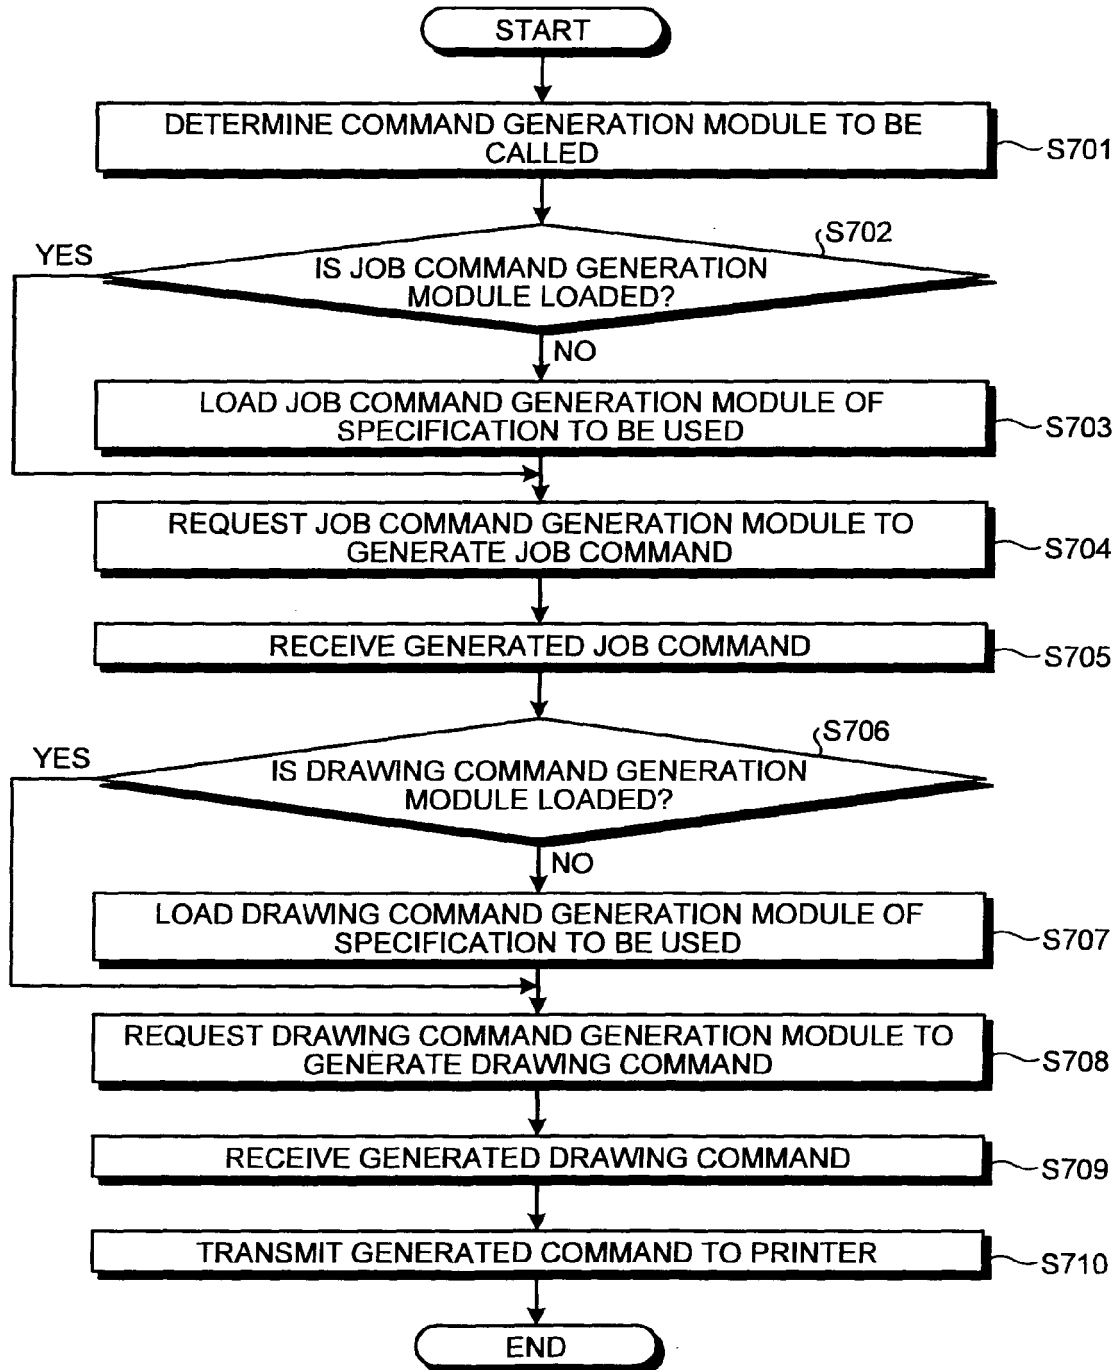 START
DETERMINE COMMAND GENERATION MODULE TO BE
CALLED
S701
S702
YES
IS JOB COMMAND GENERATION
MODULE LOADED?
NO
LOAD JOB COMMAND GENERATION MODULE OF
SPECIFICATION TO BE USED
S703
REQUEST JOB COMMAND GENERATION MODULE TO
GENERATE JOB COMMAND
S704
RECEIVE GENERATED JOB COMMAND
S705
S706
YES
IS DRAWING COMMAND GENERATION
MODULE LOADED?
NO
LOAD DRAWING COMMAND GENERATION MODULE OF
SPECIFICATION TO BE USED
S707
REQUEST DRAWING COMMAND GENERATION MODULE TO
GENERATE DRAWING COMMAND
S708
RECEIVE GENERATED DRAWING COMMAND
S709
TRANSMIT GENERATED COMMAND TO PRINTER
S710
END